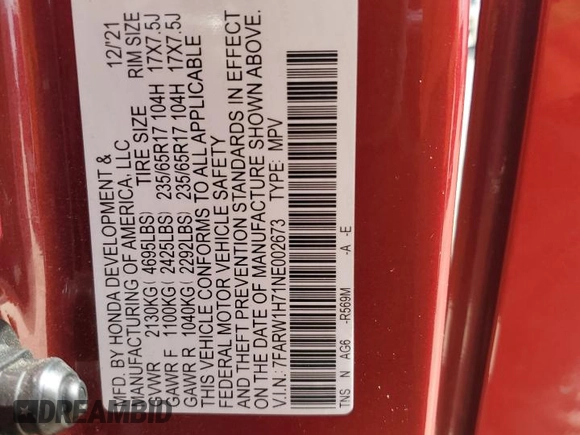 MFD. BY HONDA DEVELOPMENT & 12/'21
MANUFACTURING OF AMERICA, LLC
TIRE SIZE RIM SIZE
GVWR 2130KG( 4695LBS)
GAWR F 1100KG( 2425LBS) 235/65R17 104H 17X7.5J
GAWR R 1040KG( 2292LBS) 235/65R17 104H 17X7.5J
THIS VEHICLE CONFORMS TO ALL APPLICABLE
FEDERAL MOTOR VEHICLE SAFETY
AND THEFT PREVENTION STANDARDS IN EFFECT
ON THE DATE OF MANUFACTURE SHOWN ABOVE.
V.I.N.: 7FARW1H71NE002673 TYPE: MPV
TNS N AG6 -R569M -A -E
DREAMBID